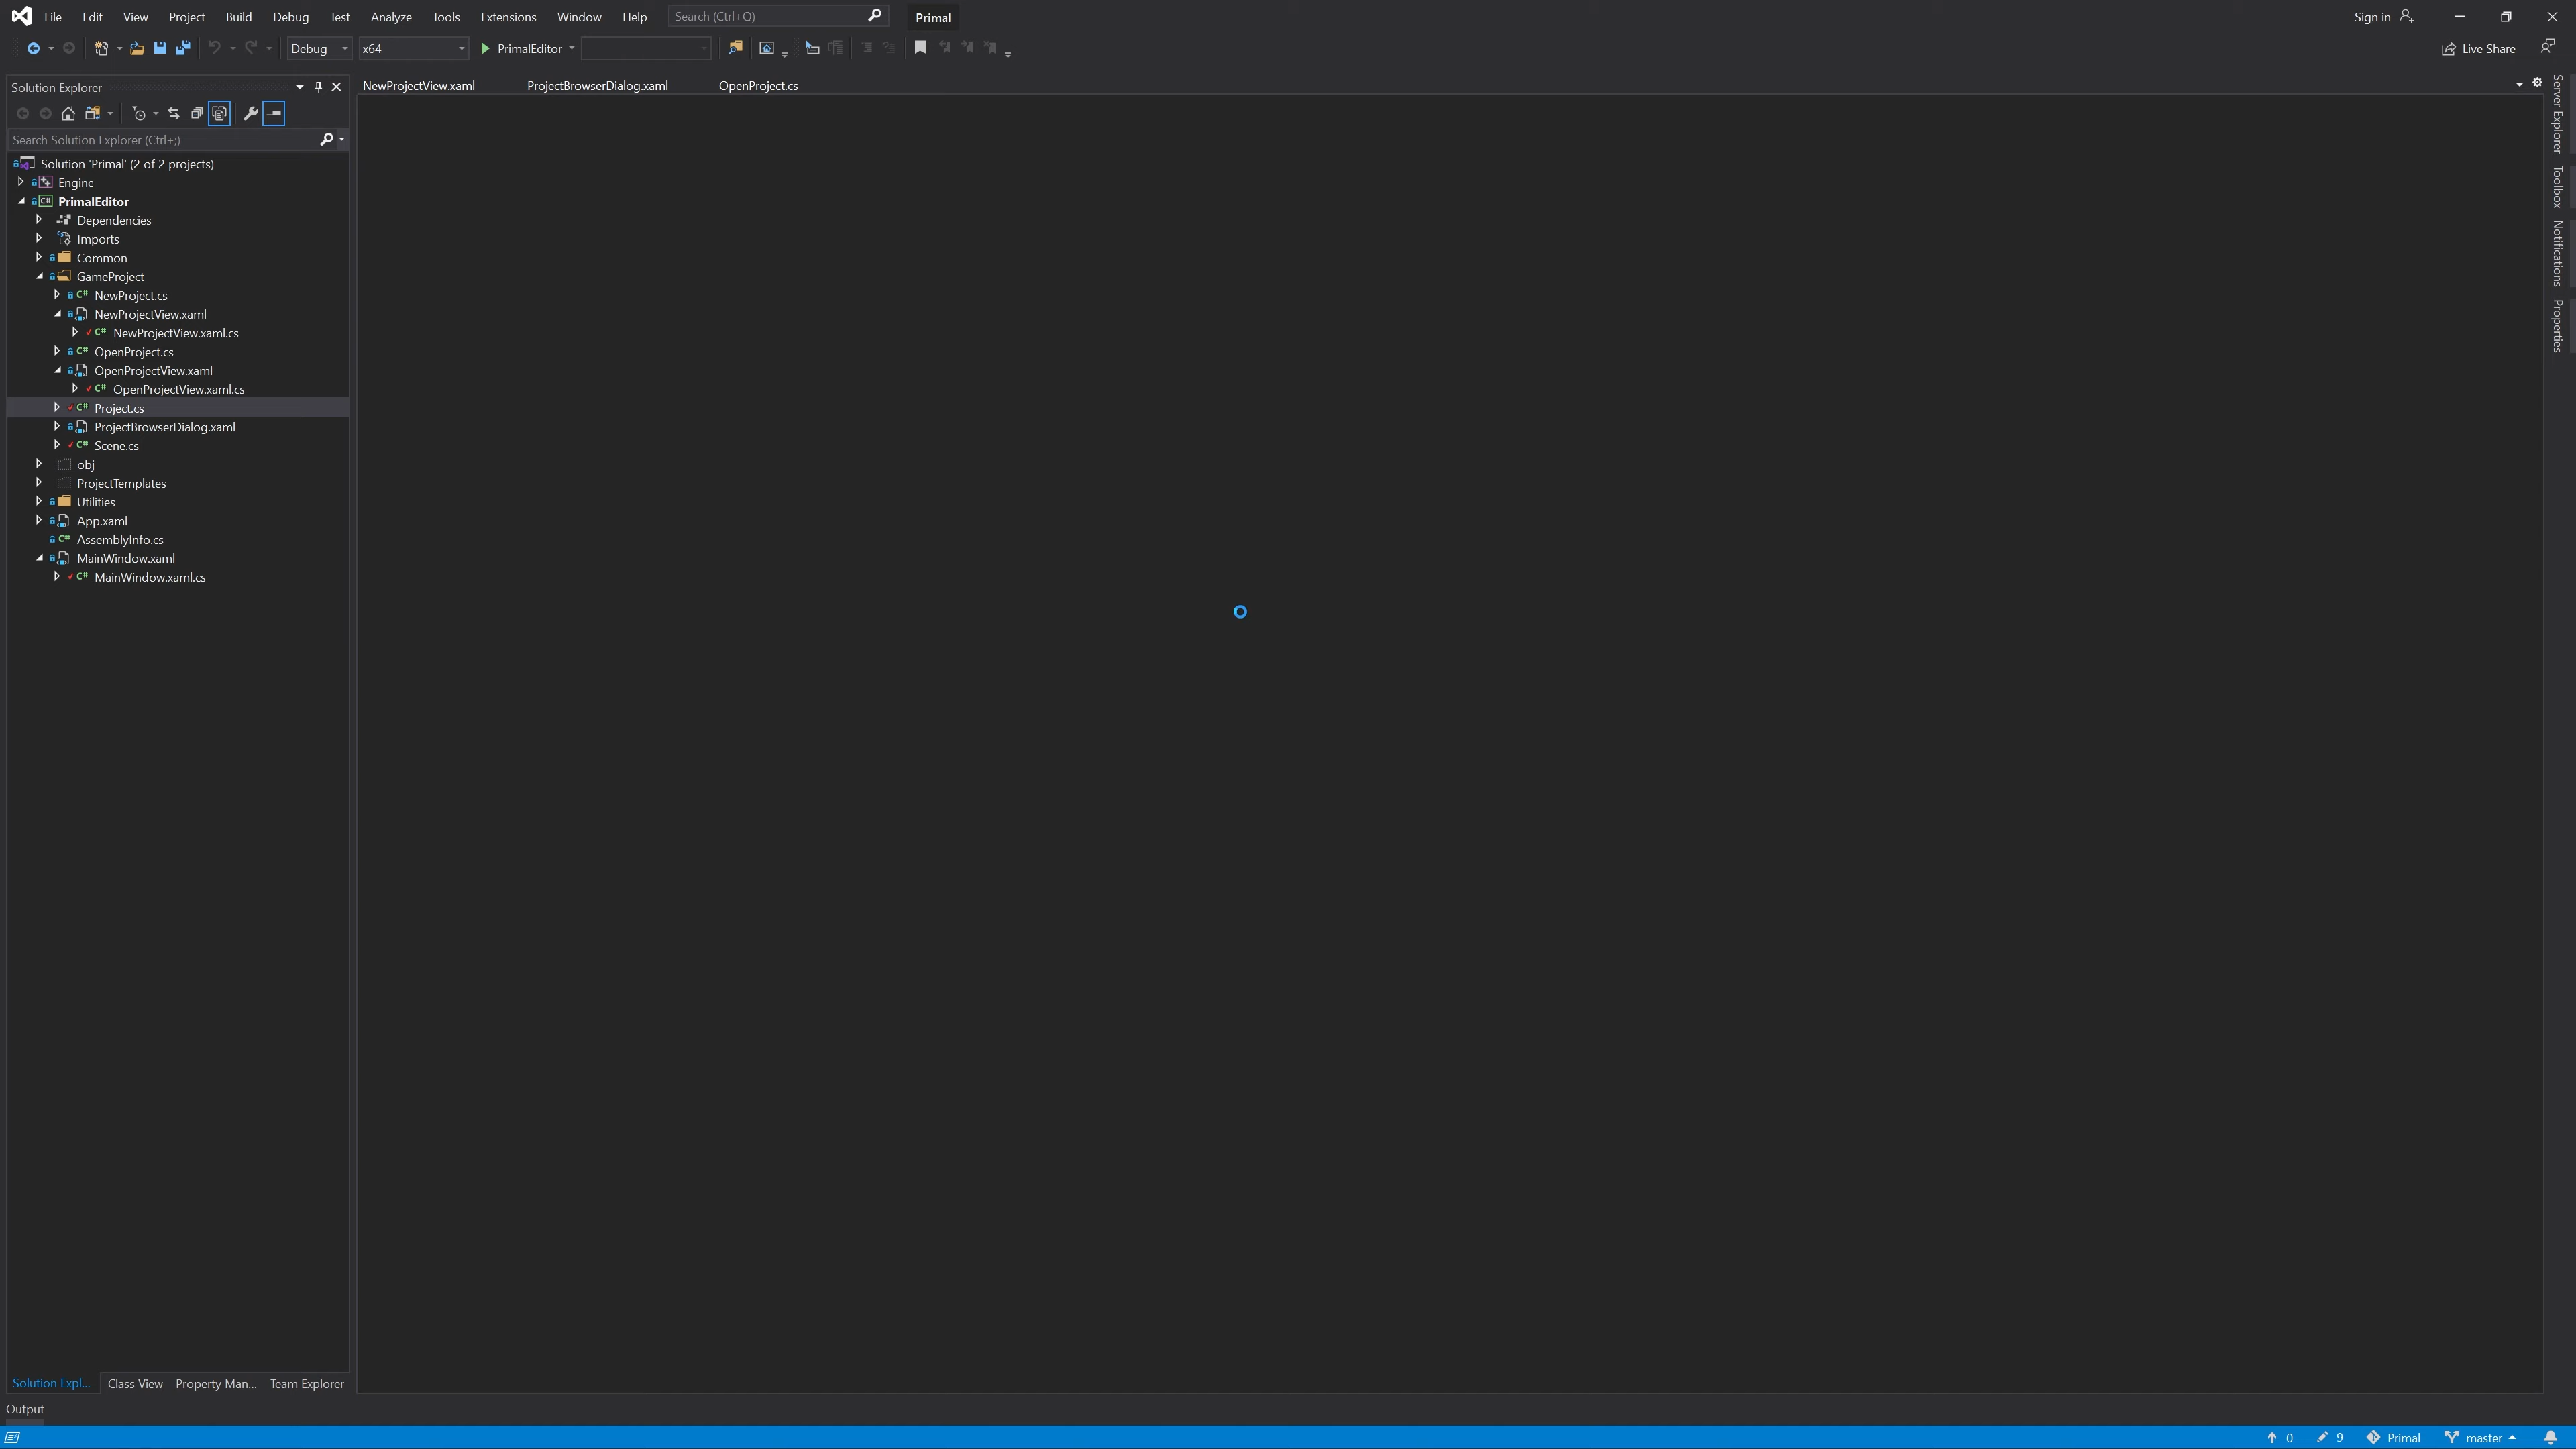 File Edit View Project Build Debug Test Analyze Tools Extensions Window Help Search (Ctrl+Q) Primal Sign in
Debug x64 PrimalEditor Live Share
Solution Explorer
NewProjectView.xaml ProjectBrowserDialog.xaml OpenProject.cs
Search Solution Explorer (Ctrl+;)
Solution 'Primal' (2 of 2 projects)
Engine
C# PrimalEditor
Dependencies
Imports
Common
GameProject
C# NewProject.cs
NewProjectView.xaml
C# NewProjectView.xaml.cs
C# OpenProject.cs
OpenProjectView.xaml
C# OpenProjectView.xaml.cs
C# Project.cs
ProjectBrowserDialog.xaml
C# Scene.cs
obj
ProjectTemplates
Utilities
App.xaml
C# AssemblyInfo.cs
MainWindow.xaml
C# MainWindow.xaml.cs
Server Explorer
Toolbox
Notifications
Properties
Solution Expl... Class View Property Man... Team Explorer
Output
0 9 Primal master